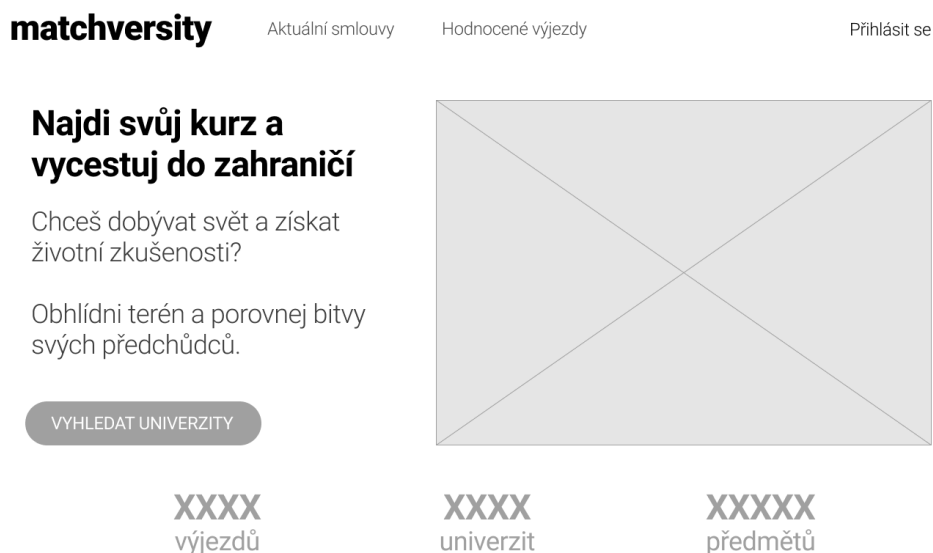 matchversity
Aktuální smlouvy
Hodnocené výjezdy
Přihlásit se
Najdi svůj kurz a
vycestuj do zahraničí
Chceš dobývat svět a získat
životní zkušenosti?
Obhlídni terén a porovnej bitvy
svých předchůdců.
VYHLEDAT UNIVERZITY
XXXX
výjezdů
XXXX
univerzit
XXXXX
předmětů